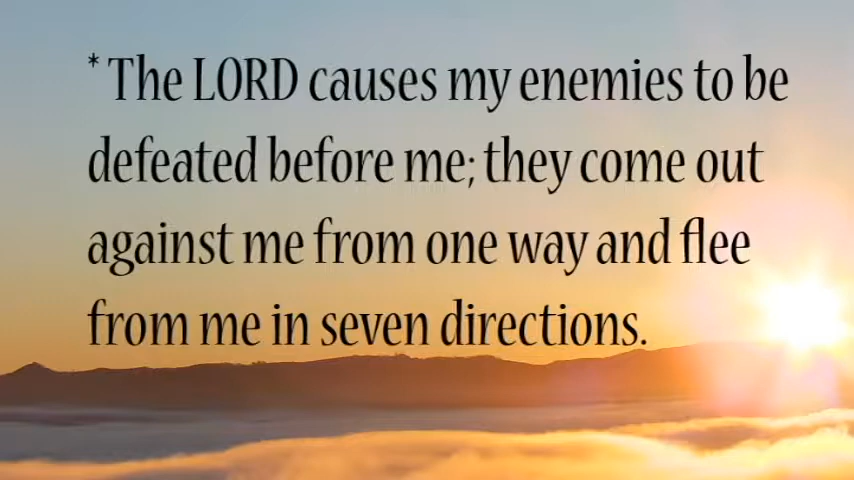 * The LORD causes my enemies to be
defeated before me; they come out
against me from one way and flee
from me in seven directions.